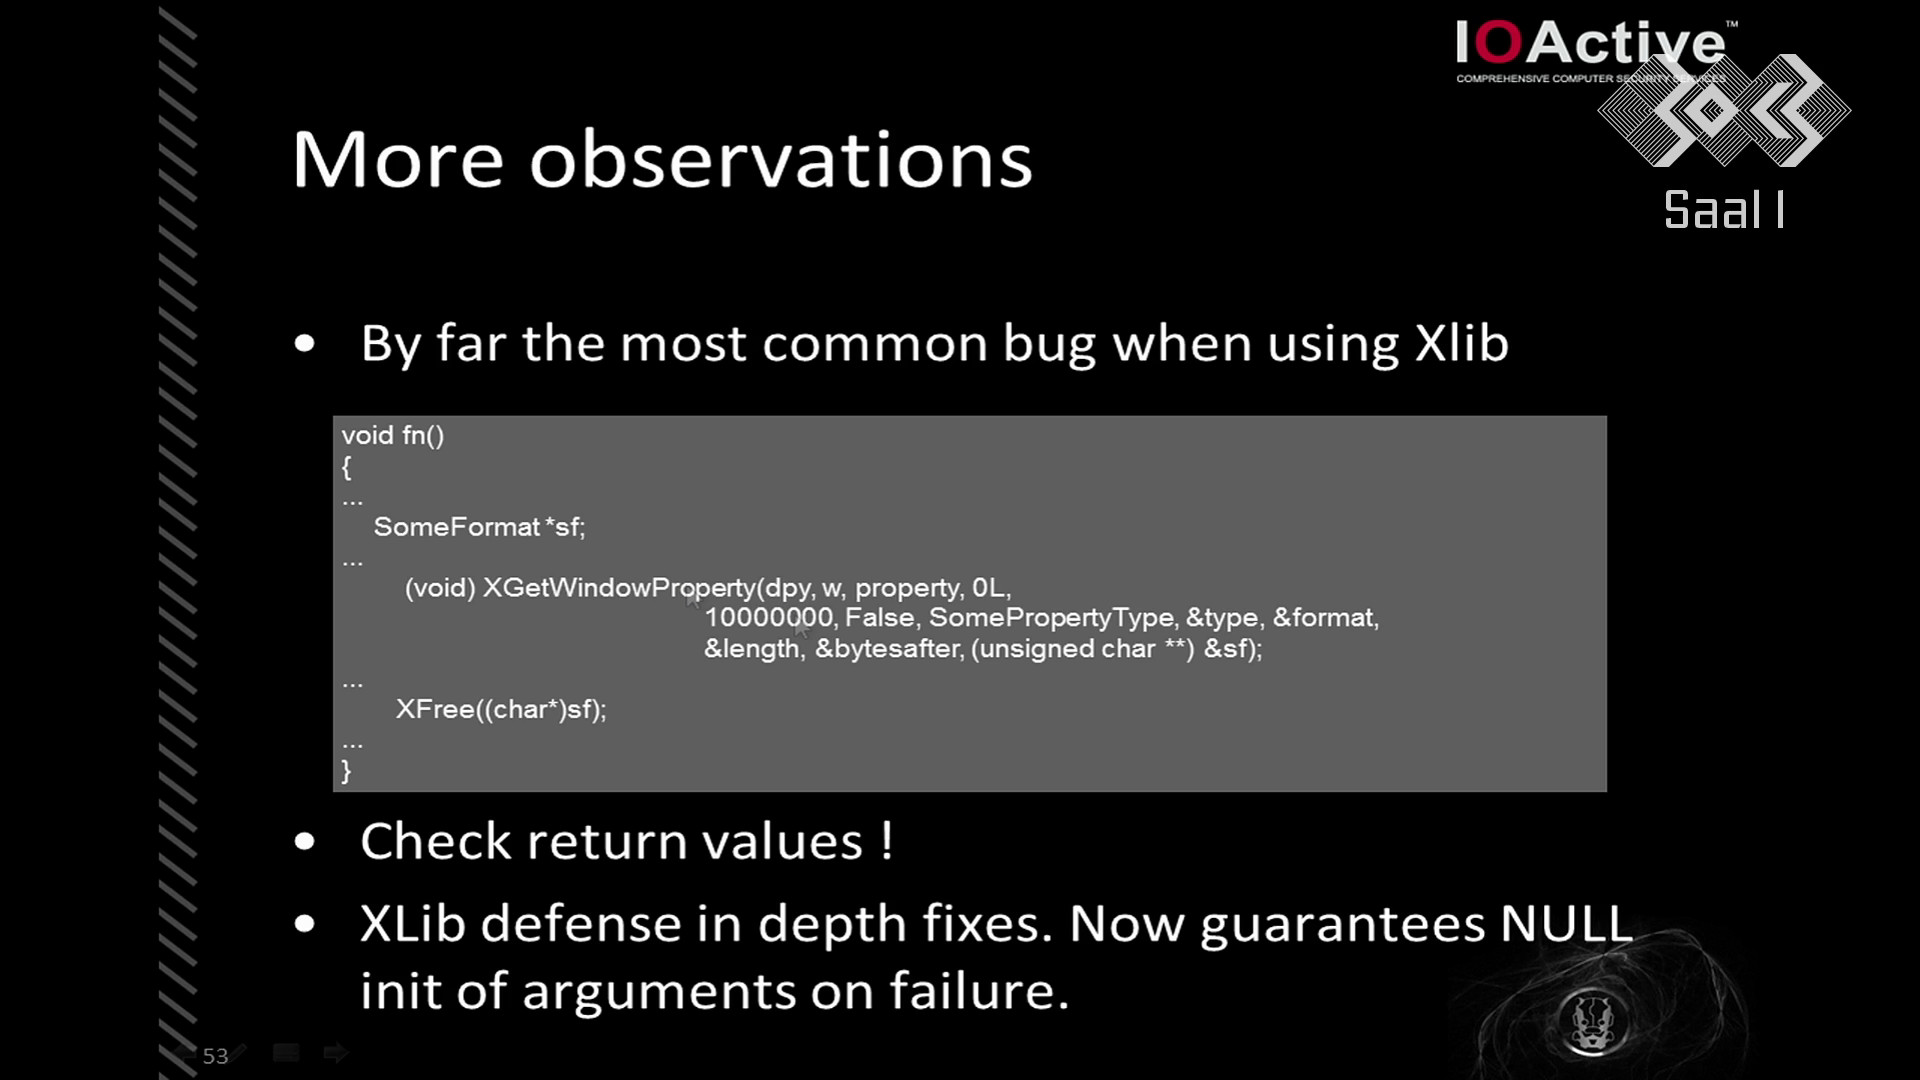 IOActive™
COMPREHENSIVE COMPUTER SECURITY SERVICES
Saal 1
More observations
• By far the most common bug when using Xlib
void fn()
{
...
SomeFormat *sf;
...
(void) XGetWindowProperty(dpy, w, property, 0L,
10000000, False, SomePropertyType, &type, &format,
&length, &bytesafter, (unsigned char **) &sf);
...
XFree((char*)sf);
...
}
• Check return values !
• XLib defense in depth fixes. Now guarantees NULL
init of arguments on failure.
53